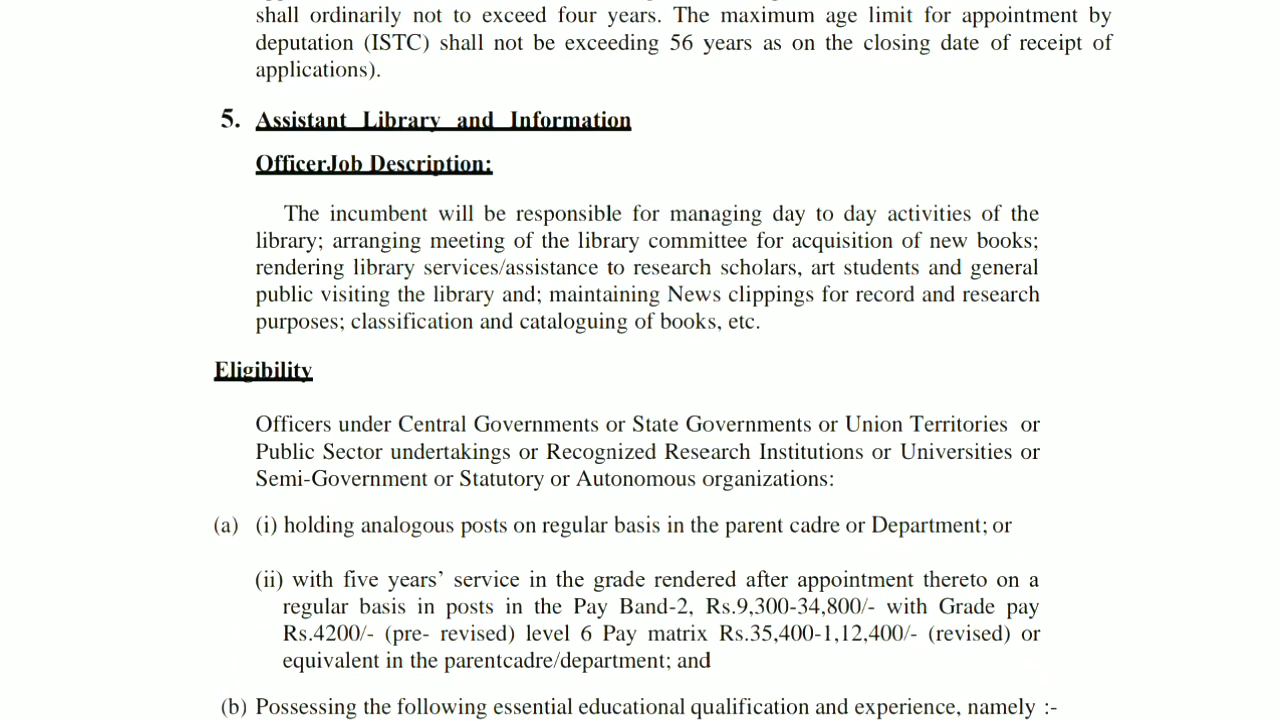 shall ordinarily not to exceed four years. The maximum age limit for appointment by
deputation (ISTC) shall not be exceeding 56 years as on the closing date of receipt of
applications).
5. Assistant Library and Information
OfficerJob Description:
The incumbent will be responsible for managing day to day activities of the
library; arranging meeting of the library committee for acquisition of new books;
rendering library services/assistance to research scholars, art students and general
public visiting the library and; maintaining News clippings for record and research
purposes; classification and cataloguing of books, etc.
Eligibility
Officers under Central Governments or State Governments or Union Territories or
Public Sector undertakings or Recognized Research Institutions or Universities or
Semi-Government or Statutory or Autonomous organizations:
(a) (i) holding analogous posts on regular basis in the parent cadre or Department; or
(ii) with five years’ service in the grade rendered after appointment thereto on a
regular basis in posts in the Pay Band-2, Rs.9,300-34,800/- with Grade pay
Rs.4200/- (pre- revised) level 6 Pay matrix Rs.35,400-1,12,400/- (revised) or
equivalent in the parentcadre/department; and
(b) Possessing the following essential educational qualification and experience, namely :-